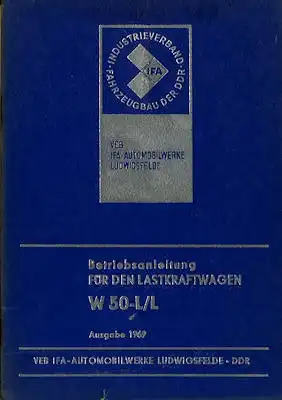 INDUSTRIEVERBAND
FAHRZEUGBAU DER DDR
IFA
VEB
IFA-AUTOMOBILWERKE
LUDWIGSFELDE
Betriebsanleitung
FÜR DEN LASTKRAFTWAGEN
W 50-L/L
Ausgabe 1969
VEB IFA-AUTOMOBILWERKE LUDWIGSFELDE - DDR